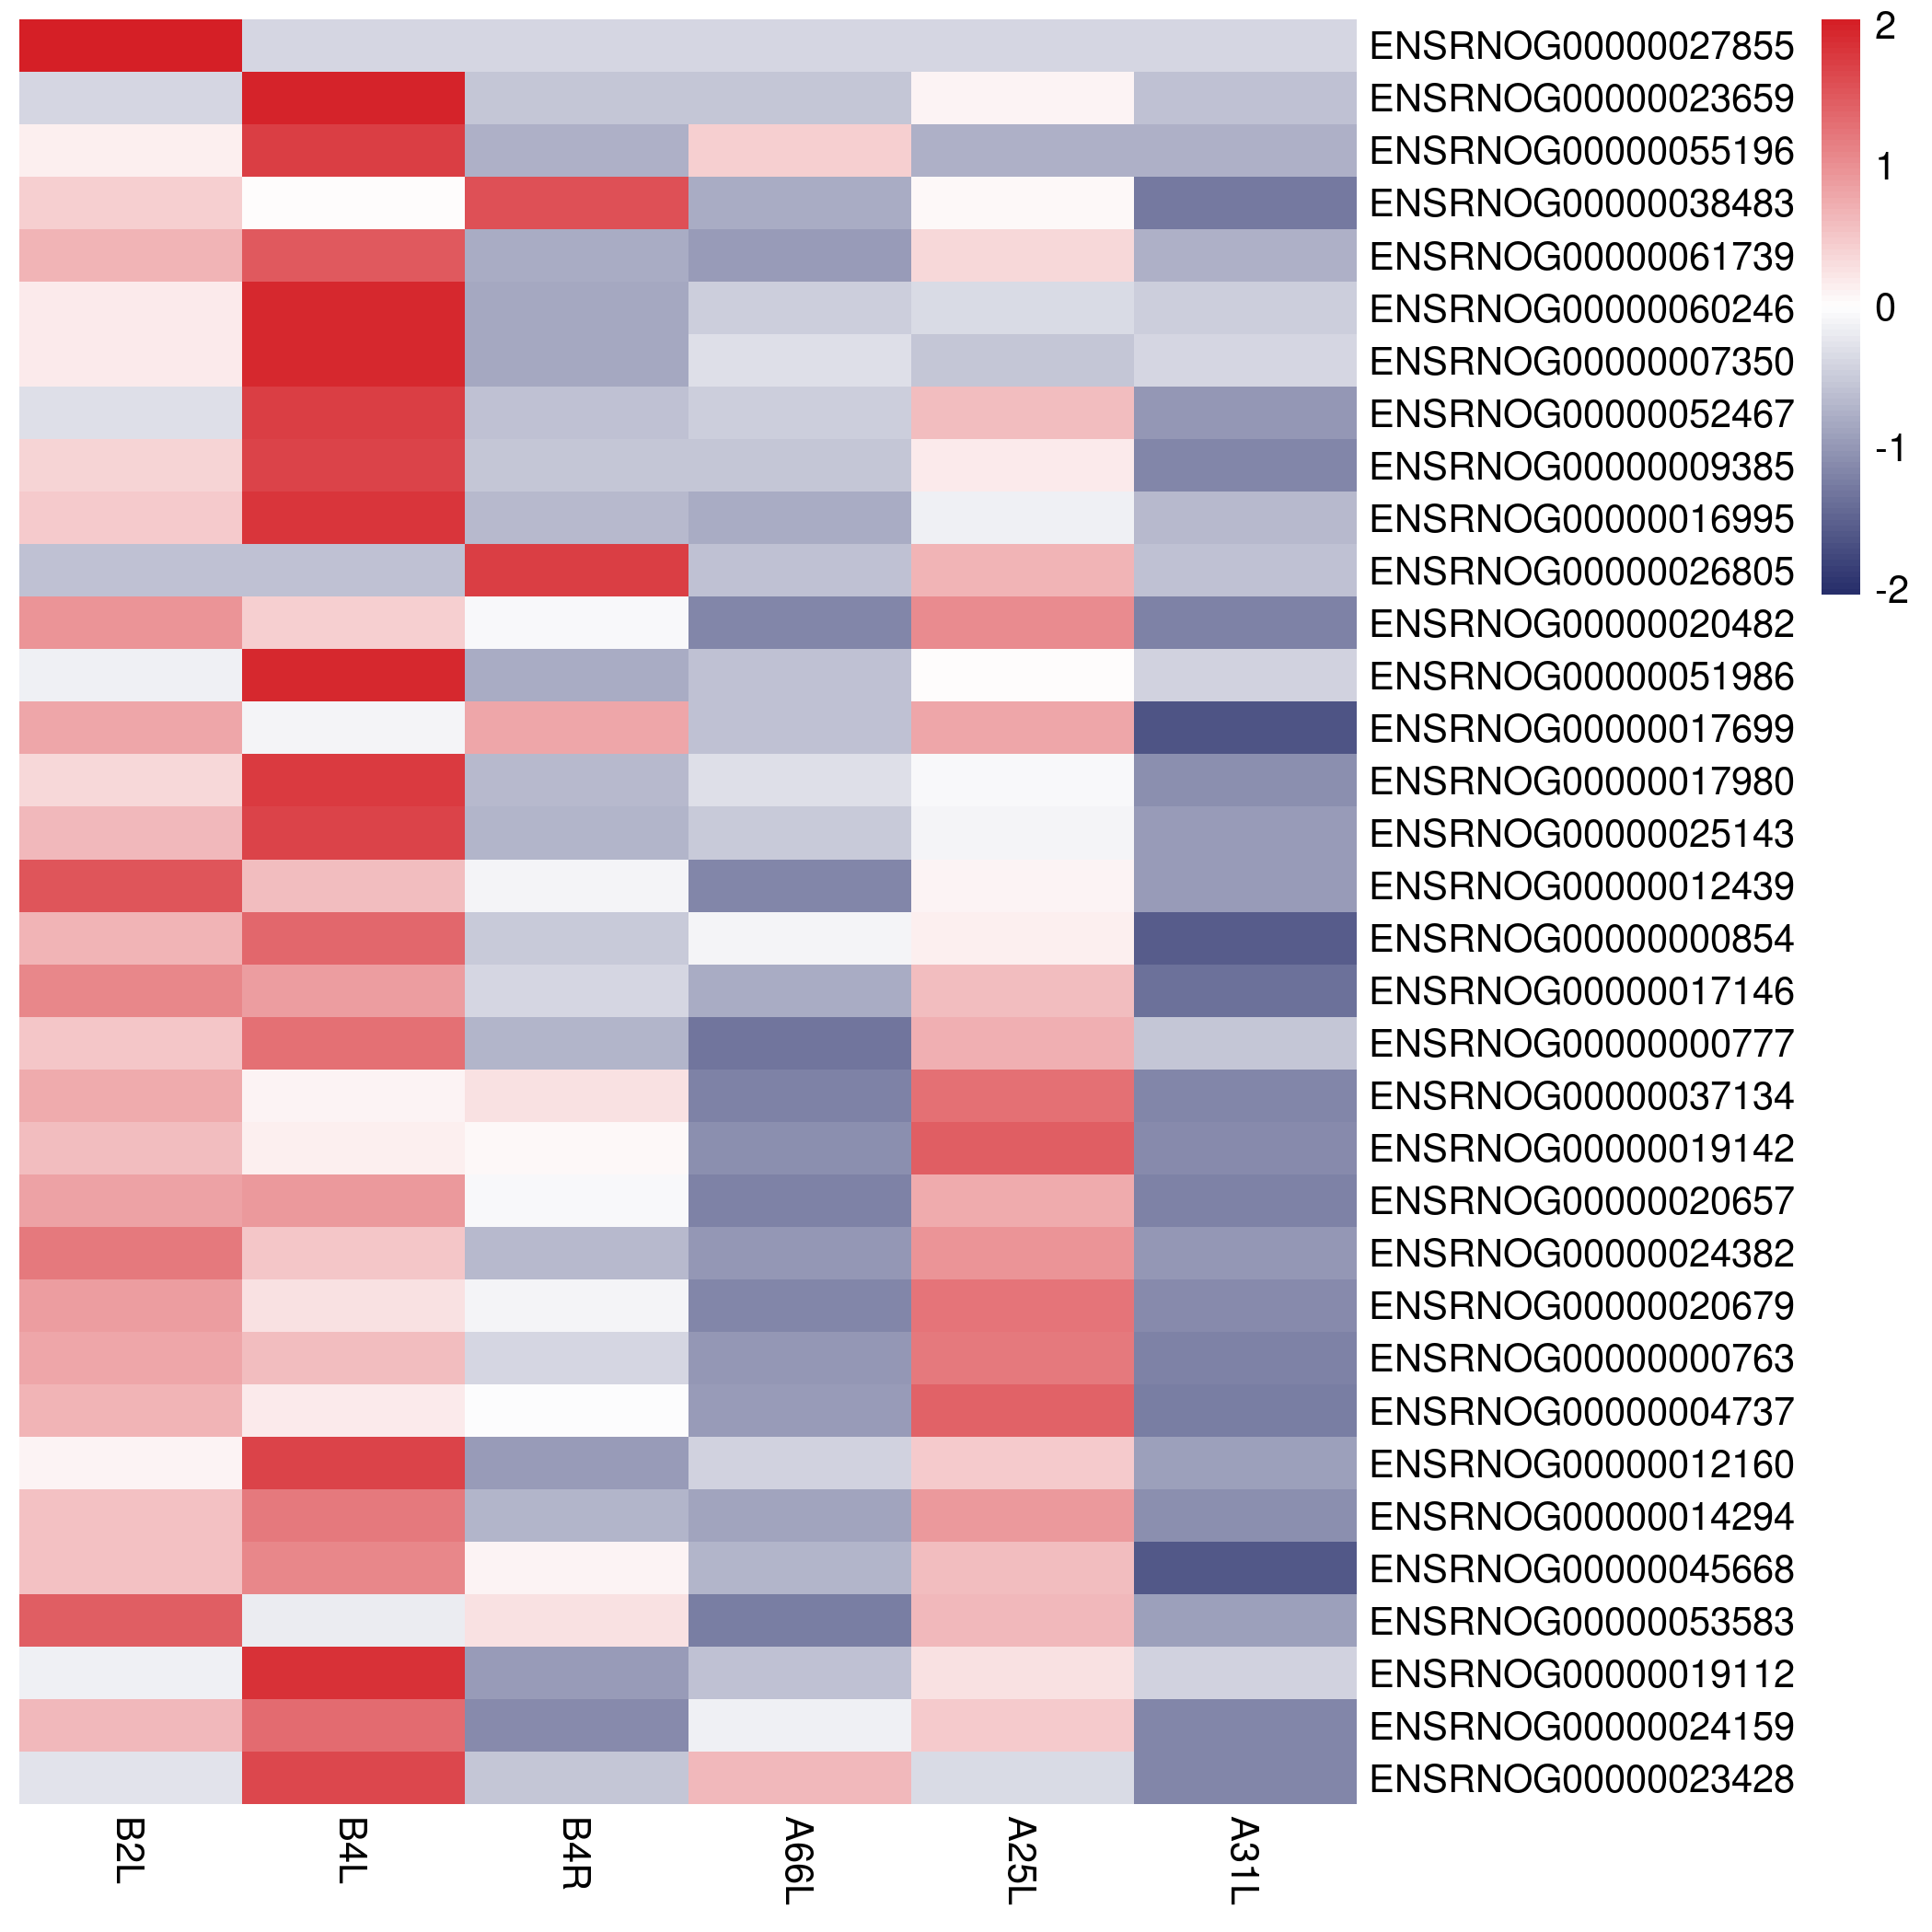 ENSRNOG00000027855
ENSRNOG00000023659
ENSRNOG00000055196
ENSRNOG00000038483
ENSRNOG00000061739
ENSRNOG00000060246
ENSRNOG00000007350
ENSRNOG00000052467
ENSRNOG00000009385
ENSRNOG00000016995
ENSRNOG00000026805
ENSRNOG00000020482
ENSRNOG00000051986
ENSRNOG00000017699
ENSRNOG00000017980
ENSRNOG00000025143
ENSRNOG00000012439
ENSRNOG00000000854
ENSRNOG00000017146
ENSRNOG00000000777
ENSRNOG00000037134
ENSRNOG00000019142
ENSRNOG00000020657
ENSRNOG00000024382
ENSRNOG00000020679
ENSRNOG00000000763
ENSRNOG00000004737
ENSRNOG00000012160
ENSRNOG00000014294
ENSRNOG00000045668
ENSRNOG00000053583
ENSRNOG00000019112
ENSRNOG00000024159
ENSRNOG00000023428
2
1
0
-1
-2
B2L
B4L
B4R
A66L
A25L
A31L